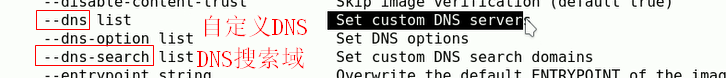 --disable-content-trust Skip image verification (default true)
--dns list 自定义DNS Set custom DNS server
--dns-option list Set DNS options
--dns-search list DNS搜索域 Set custom DNS search domains
--entrypoint string Overwrite the default ENTRYPOINT of the imag